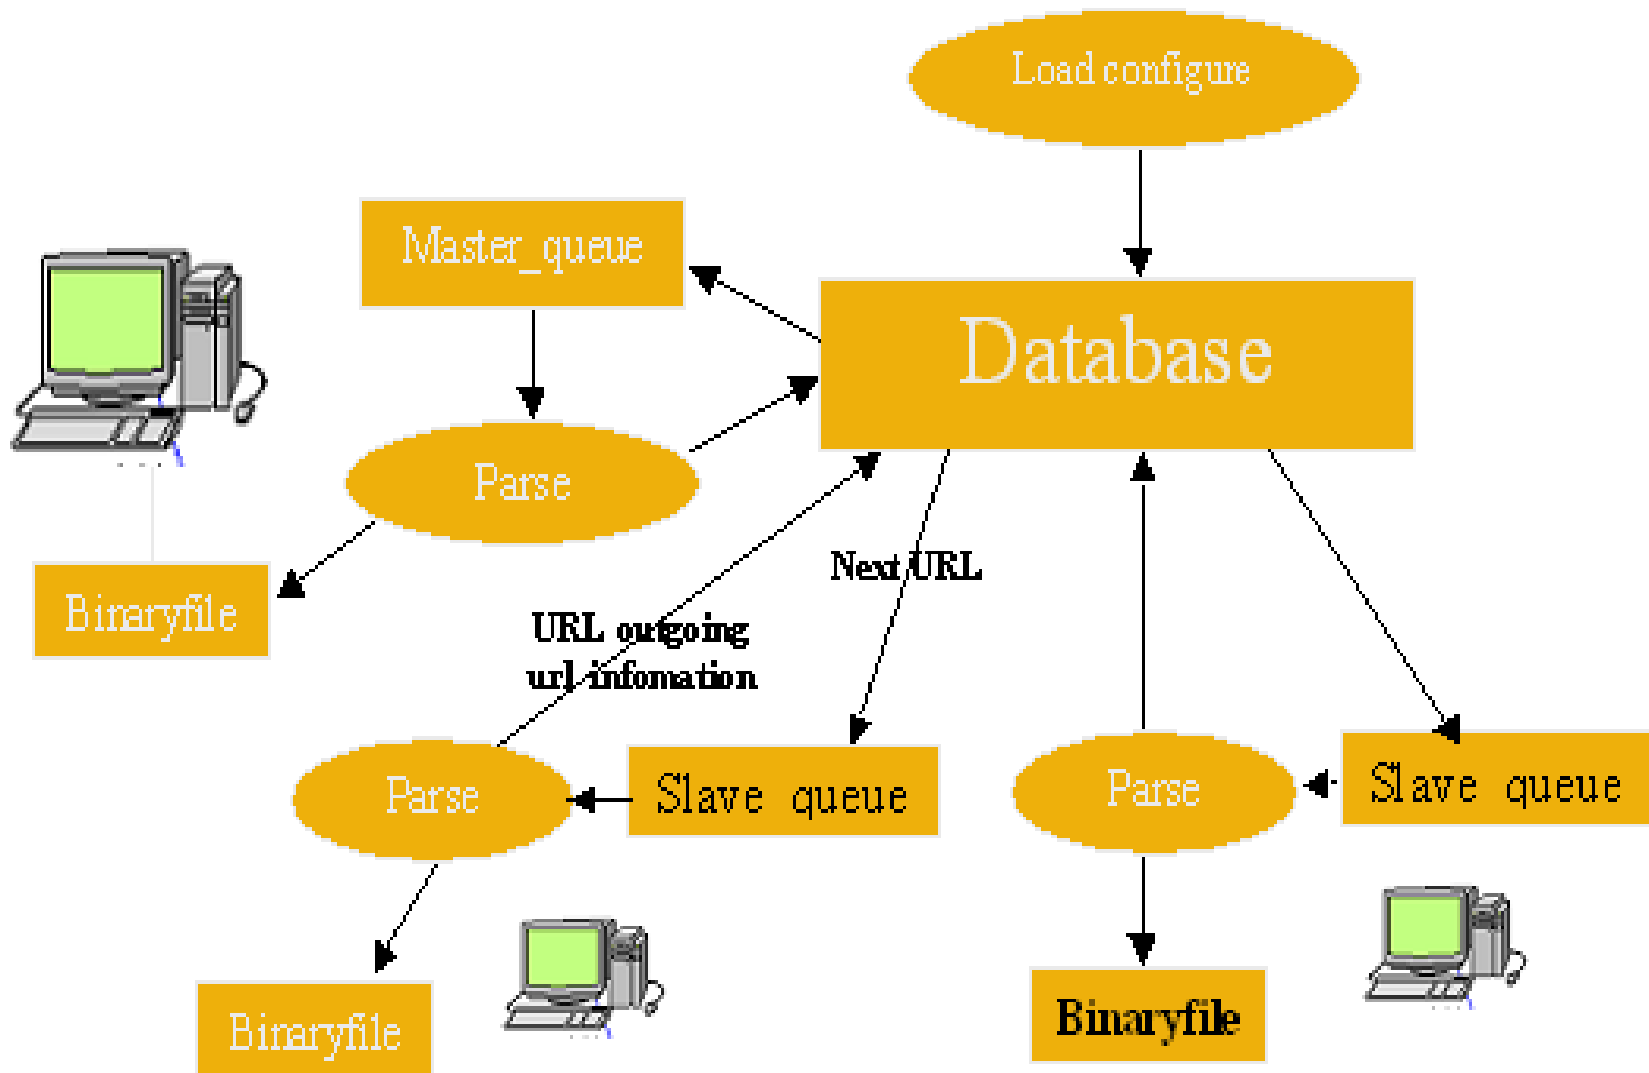 Load configure
Master_queue
Database
Parse
Next URL
Binaryfile
URL outgoing
url infomation
Parse
Slave queue
Parse
Slave queue
Binaryfile
Binaryfile